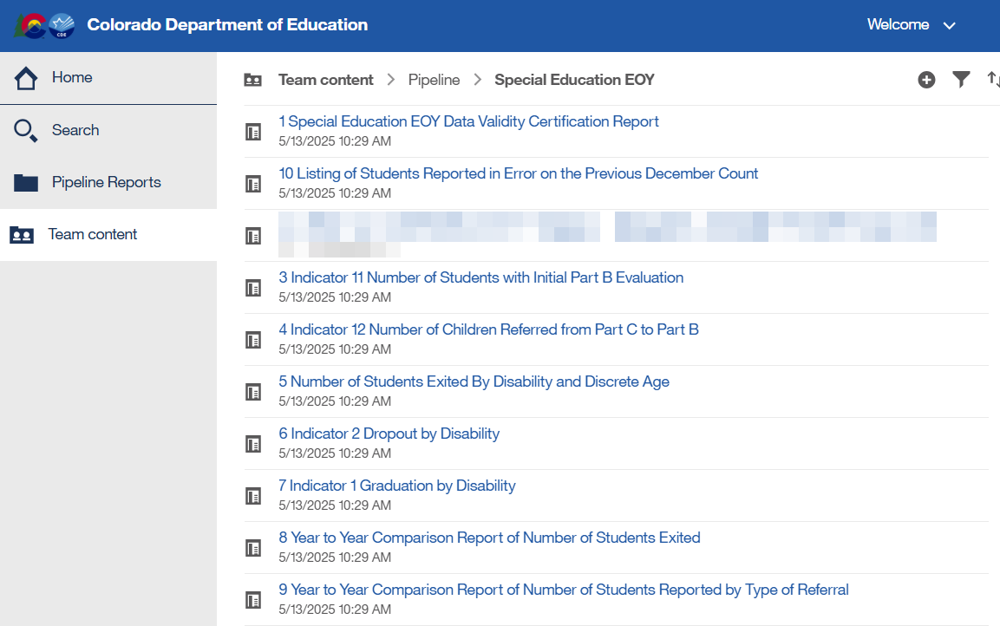 Colorado Department of Education
Welcome
CDE
Home
Search
Pipeline Reports
Team content
Team content > Pipeline > Special Education EOY
1 Special Education EOY Data Validity Certification Report
5/13/2025 10:29 AM
10 Listing of Students Reported in Error on the Previous December Count
5/13/2025 10:29 AM
3 Indicator 11 Number of Students with Initial Part B Evaluation
5/13/2025 10:29 AM
4 Indicator 12 Number of Children Referred from Part C to Part B
5/13/2025 10:29 AM
5 Number of Students Exited By Disability and Discrete Age
5/13/2025 10:29 AM
6 Indicator 2 Dropout by Disability
5/13/2025 10:29 AM
7 Indicator 1 Graduation by Disability
5/13/2025 10:29 AM
8 Year to Year Comparison Report of Number of Students Exited
5/13/2025 10:29 AM
9 Year to Year Comparison Report of Number of Students Reported by Type of Referral
5/13/2025 10:29 AM